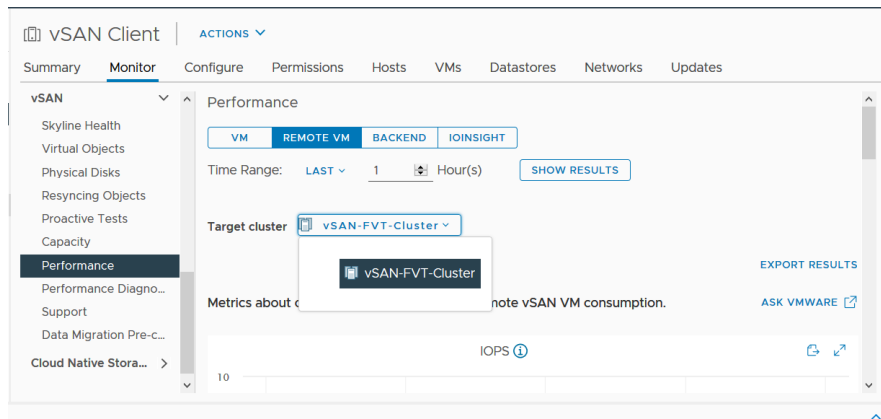 vSAN Client ACTIONS
Summary Monitor Configure Permissions Hosts VMs Datastores Networks Updates
vSAN
Skyline Health
Virtual Objects
Physical Disks
Resyncing Objects
Proactive Tests
Capacity
Performance
Performance Diagno...
Support
Data Migration Pre-c...
Cloud Native Stora...
Performance
VM REMOTE VM BACKEND IOINSIGHT
Time Range: LAST 1 Hour(s) SHOW RESULTS
Target cluster vSAN-FVT-Cluster
vSAN-FVT-Cluster
EXPORT RESULTS
Metrics about vSAN VM consumption.
ASK VMWARE
IOPS
10